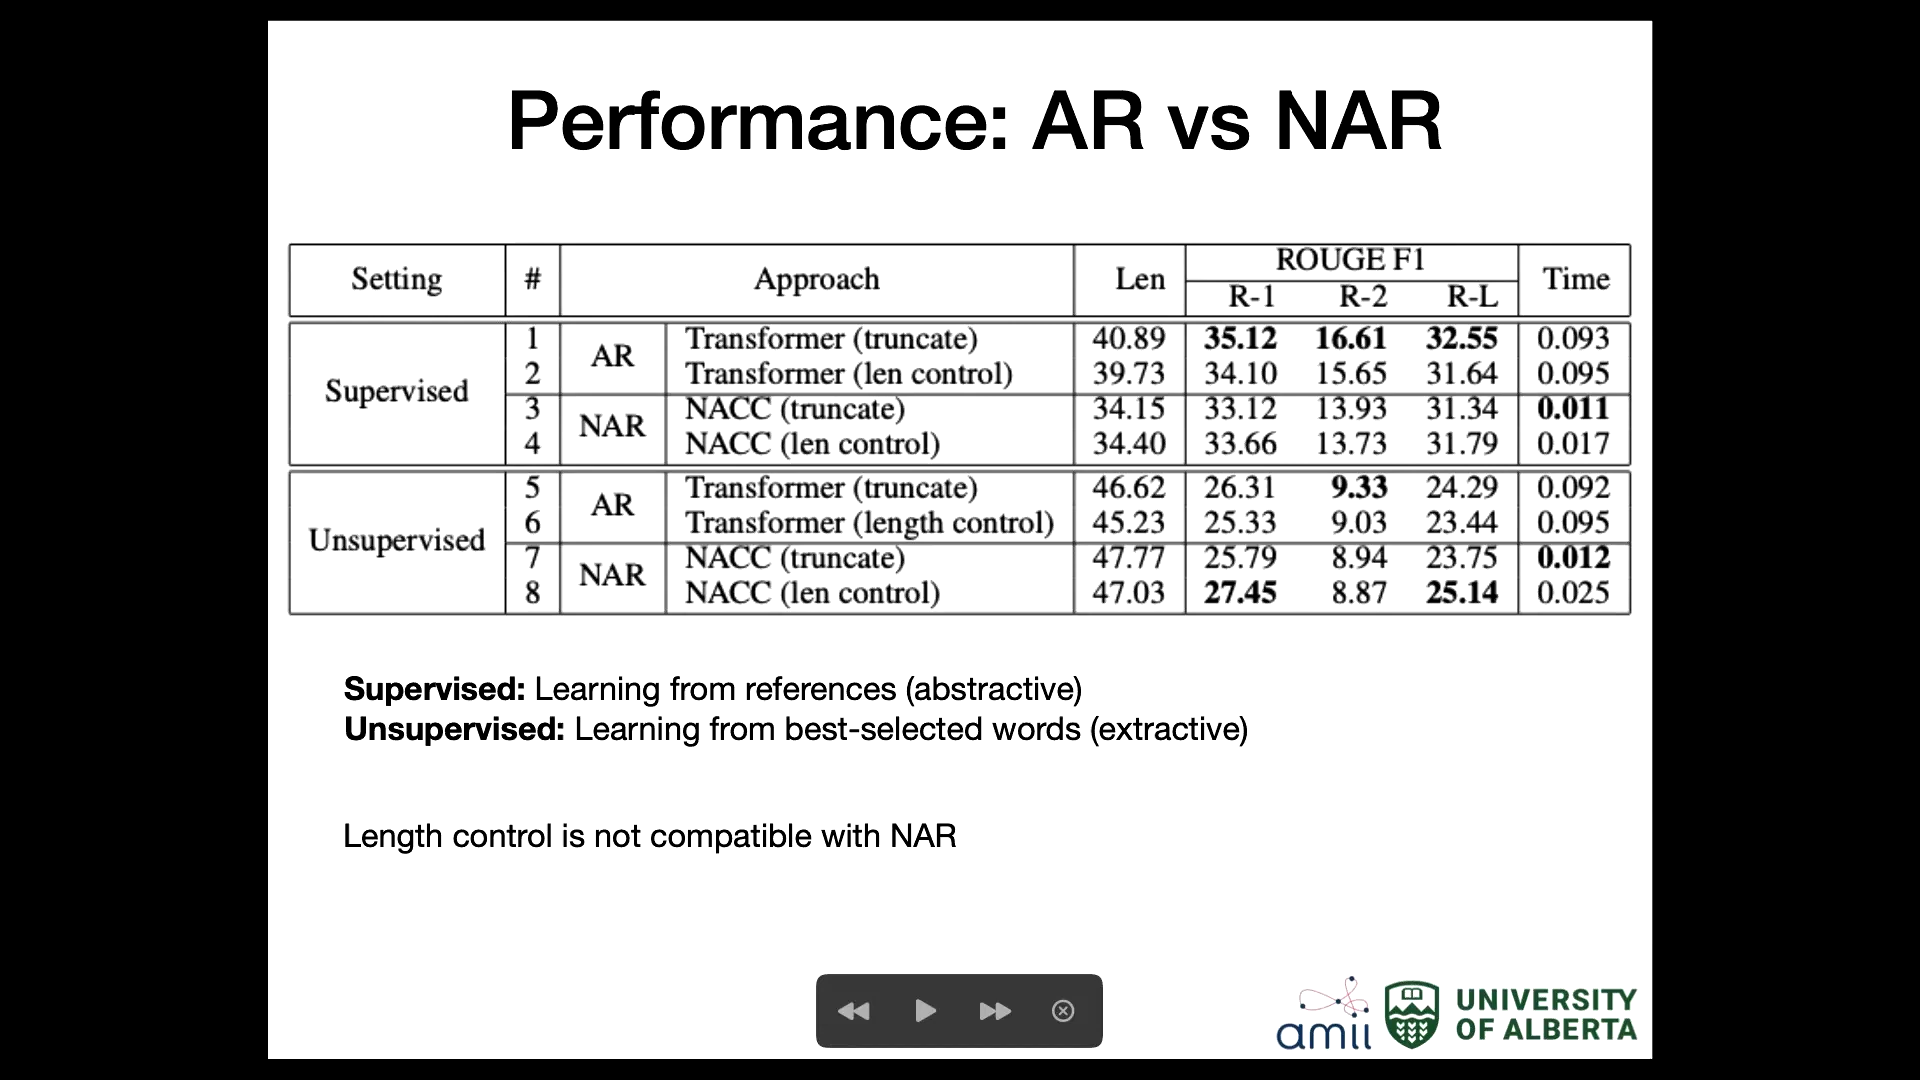 Performance: AR vs NAR
Setting # Approach Len ROUGE F1 Time
R-1 R-2 R-L
Supervised
1 AR Transformer (truncate) 40.89 35.12 16.61 32.55 0.093
2 Transformer (len control) 39.73 34.10 15.65 31.64 0.095
3 NAR NACC (truncate) 34.15 33.12 13.93 31.34 0.011
4 NACC (len control) 34.40 33.66 13.73 31.79 0.017
Unsupervised
5 AR Transformer (truncate) 46.62 26.31 9.33 24.29 0.092
6 Transformer (length control) 45.23 25.33 9.03 23.44 0.095
7 NAR NACC (truncate) 47.77 25.79 8.94 23.75 0.012
8 NACC (len control) 47.03 27.45 8.87 25.14 0.025
Supervised: Learning from references (abstractive)
Unsupervised: Learning from best-selected words (extractive)
Length control is not compatible with NAR
amii
UNIVERSITY
OF ALBERTA